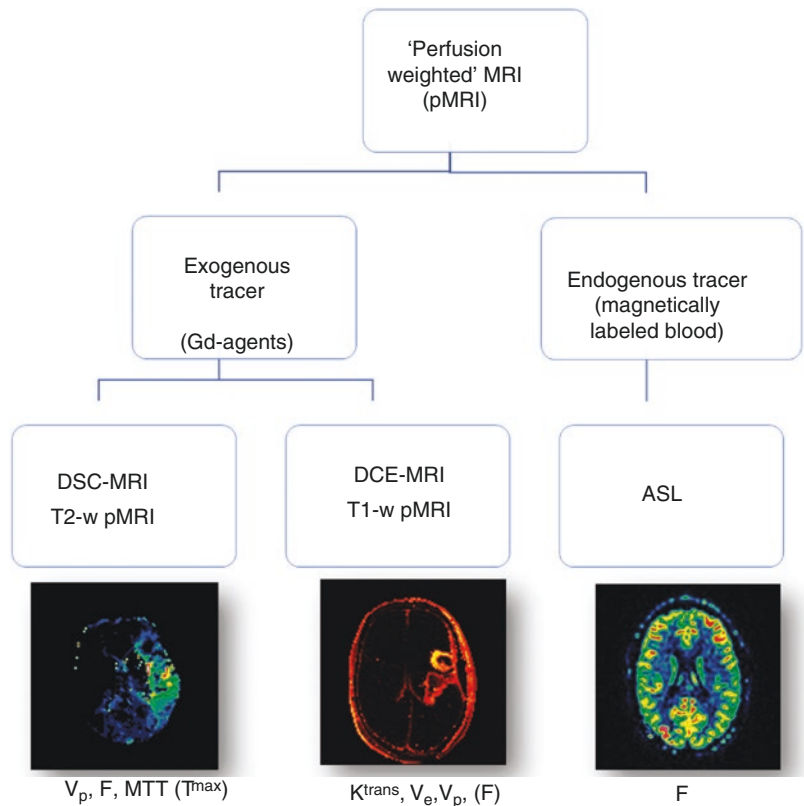 ‘Perfusion
weighted’ MRI
(pMRI)
Exogenous
tracer
(Gd-agents)
Endogenous tracer
(magnetically
labeled blood)
DSC-MRI
T2-w pMRI
DCE-MRI
T1-w pMRI
ASL
Vp, F, MTT (Tmax)
Ktrans, Ve,Vp, (F)
F